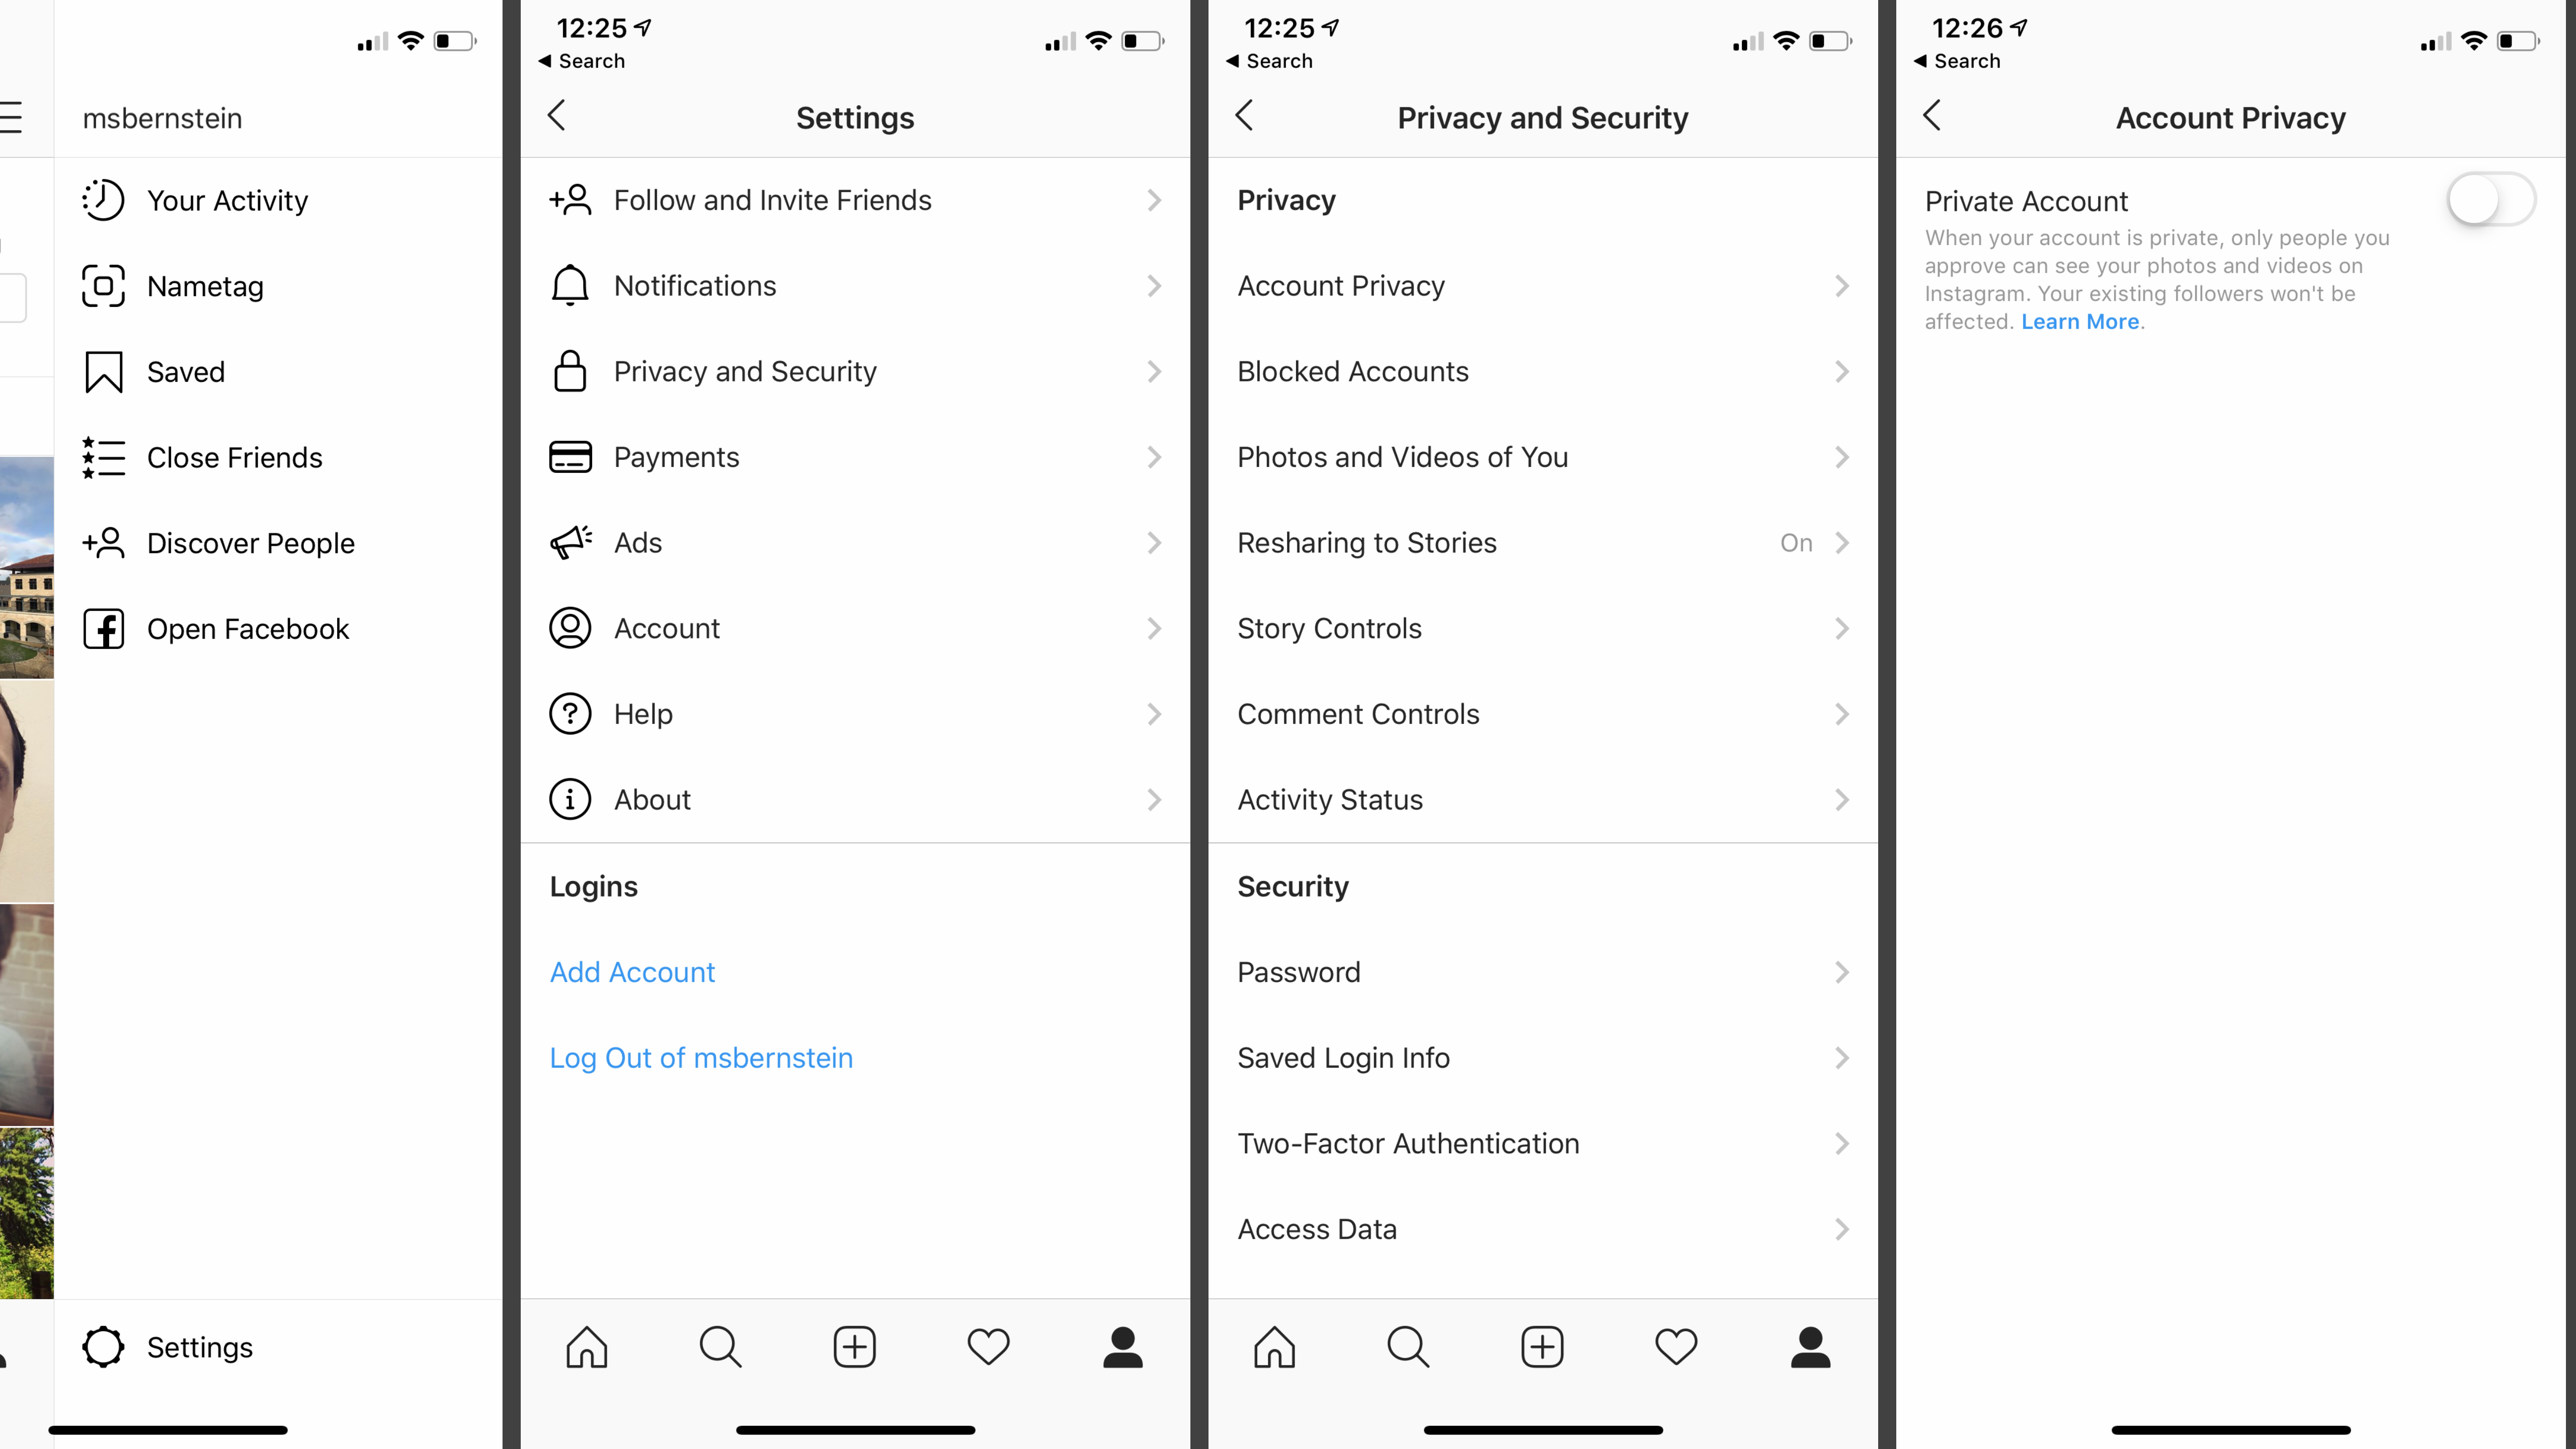 msbernstein
Your Activity
Nametag
Saved
Close Friends
Discover People
Open Facebook
Settings
12:25
Search
Settings
Follow and Invite Friends
Notifications
Privacy and Security
Payments
Ads
Account
Help
About
Logins
Add Account
Log Out of msbernstein
12:25
Search
Privacy and Security
Privacy
Account Privacy
Blocked Accounts
Photos and Videos of You
Resharing to Stories On
Story Controls
Comment Controls
Activity Status
Security
Password
Saved Login Info
Two-Factor Authentication
Access Data
12:26
Search
Account Privacy
Private Account
When your account is private, only people you
approve can see your photos and videos on
Instagram. Your existing followers won't be
affected. Learn More.